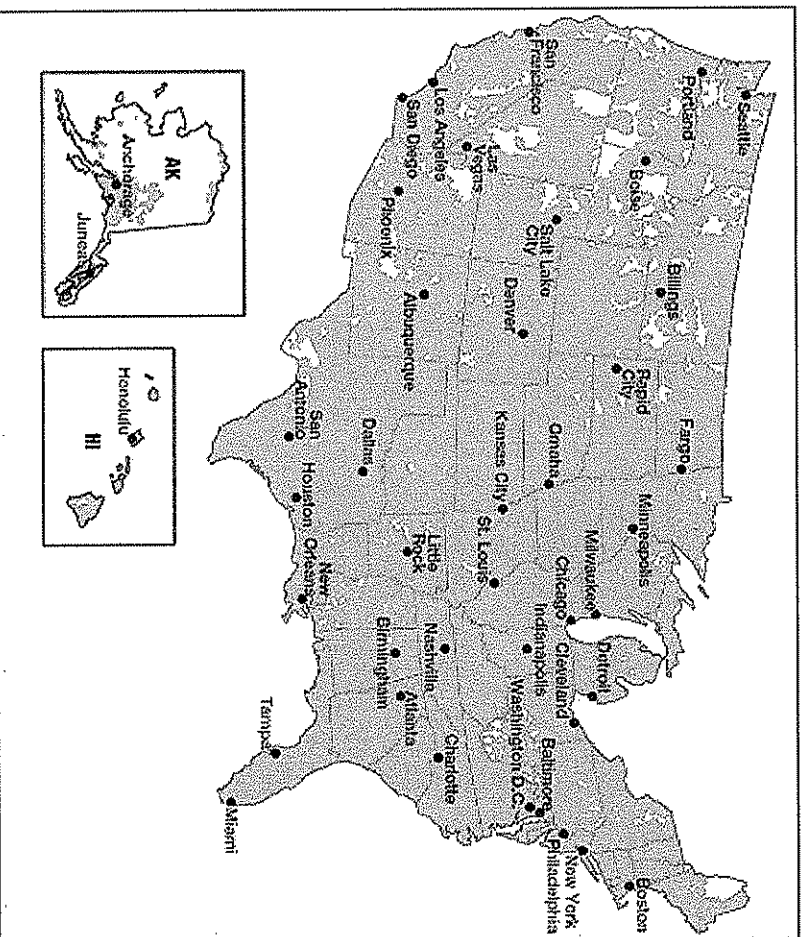 Seattle
Portland
Boise
Billings
Fargo
Rapid
City
Minneapolis
Milwaukee
Detroit
Boston
San
Francisco
Salt Lake
City
Denver
Omaha
Chicago
Cleveland
New York
Philadelphia
Las
Vegas
Kansas City
St. Louis
Indianapolis
Baltimore
Washington D.C.
Los Angeles
San Diego
Phoenix
Albuquerque
Dallas
Little
Rock
Nashville
Birmingham
Atlanta
Charlotte
San
Antonio
Houston
New
Orleans
Tampa
Miami
AK
Anchorage
Juneau
Honolulu
HI